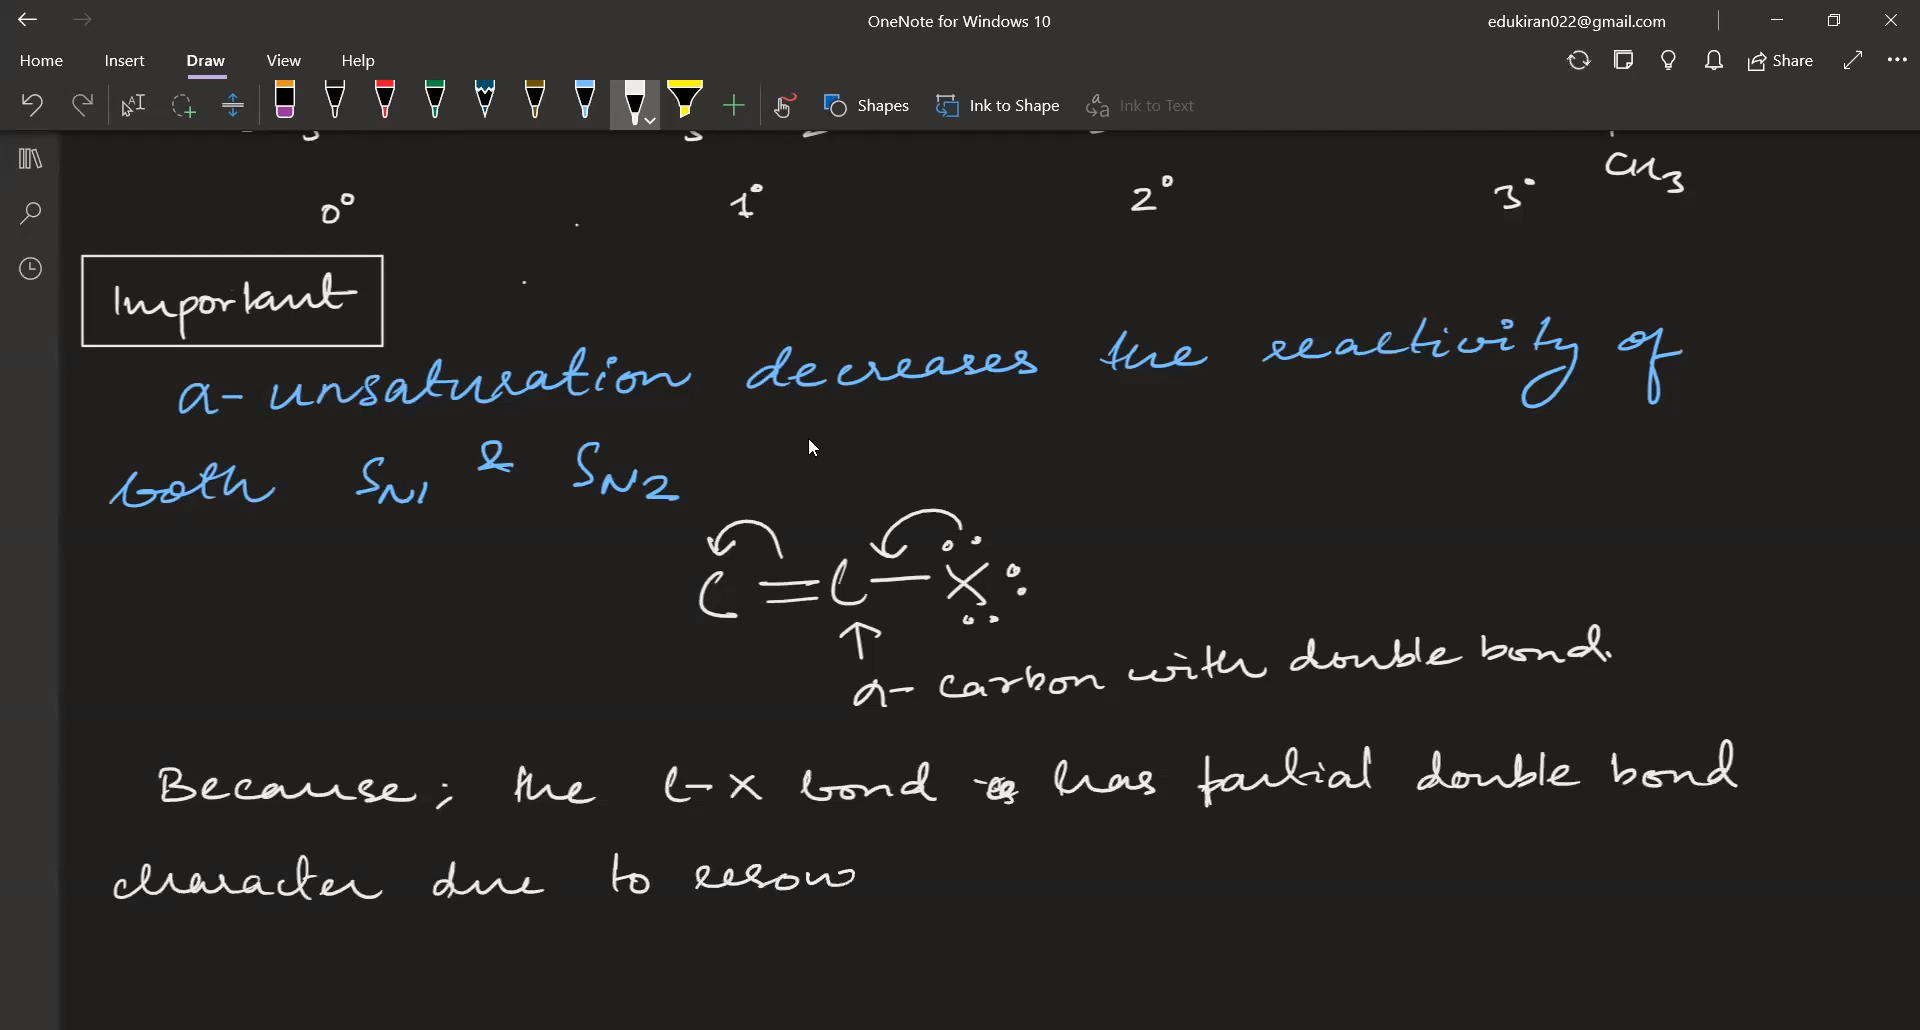 OneNote for Windows 10
edukiran022@gmail.com
Home Insert Draw View Help
Share
Shapes Ink to Shape Ink to Text
CH3
0° 1° 2° 3°
Important
α- unsaturation decreases the reactivity of
both SN1 & SN2
C = C - X
α- carbon with double bond.
Because; the C-X bond has partial double bond
character due to reson